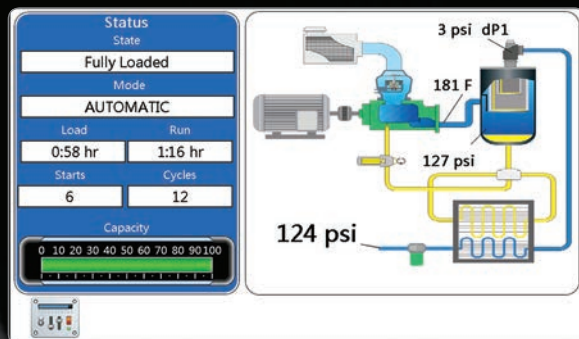 Status
State
Fully Loaded
Mode
AUTOMATIC
Load Run
0:58 hr 1:16 hr
Starts Cycles
6 12
Capacity
0 10 20 30 40 50 60 70 80 90 100
3 psi dP1
181 F
127 psi
124 psi